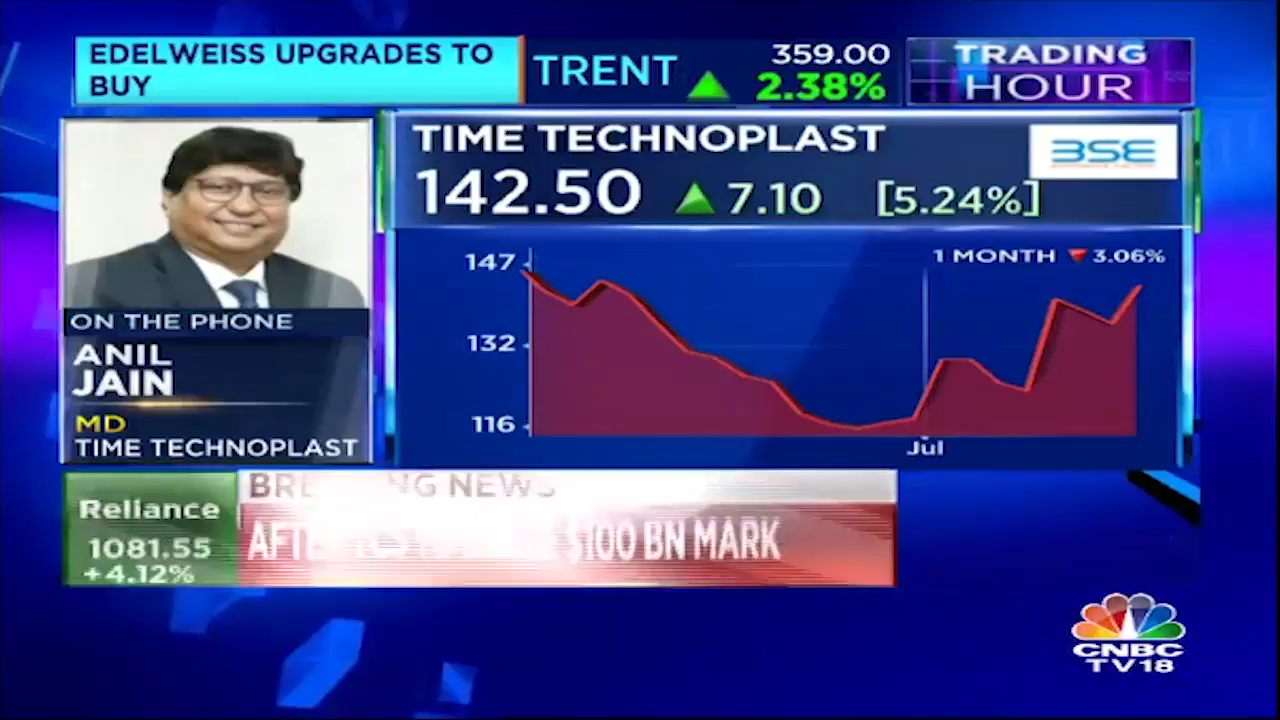 EDELWEISS UPGRADES TO
BUY
TRENT
359.00
2.38%
TRADING
HOUR
TIME TECHNOPLAST
142.50 7.10 [5.24%]
BSE
1 MONTH 3.06%
147
132
116
Jul
ON THE PHONE
ANIL
JAIN
MD
TIME TECHNOPLAST
Reliance
1081.55
+4.12%
NEWS
$100 BN MARK
CNBC
TV18